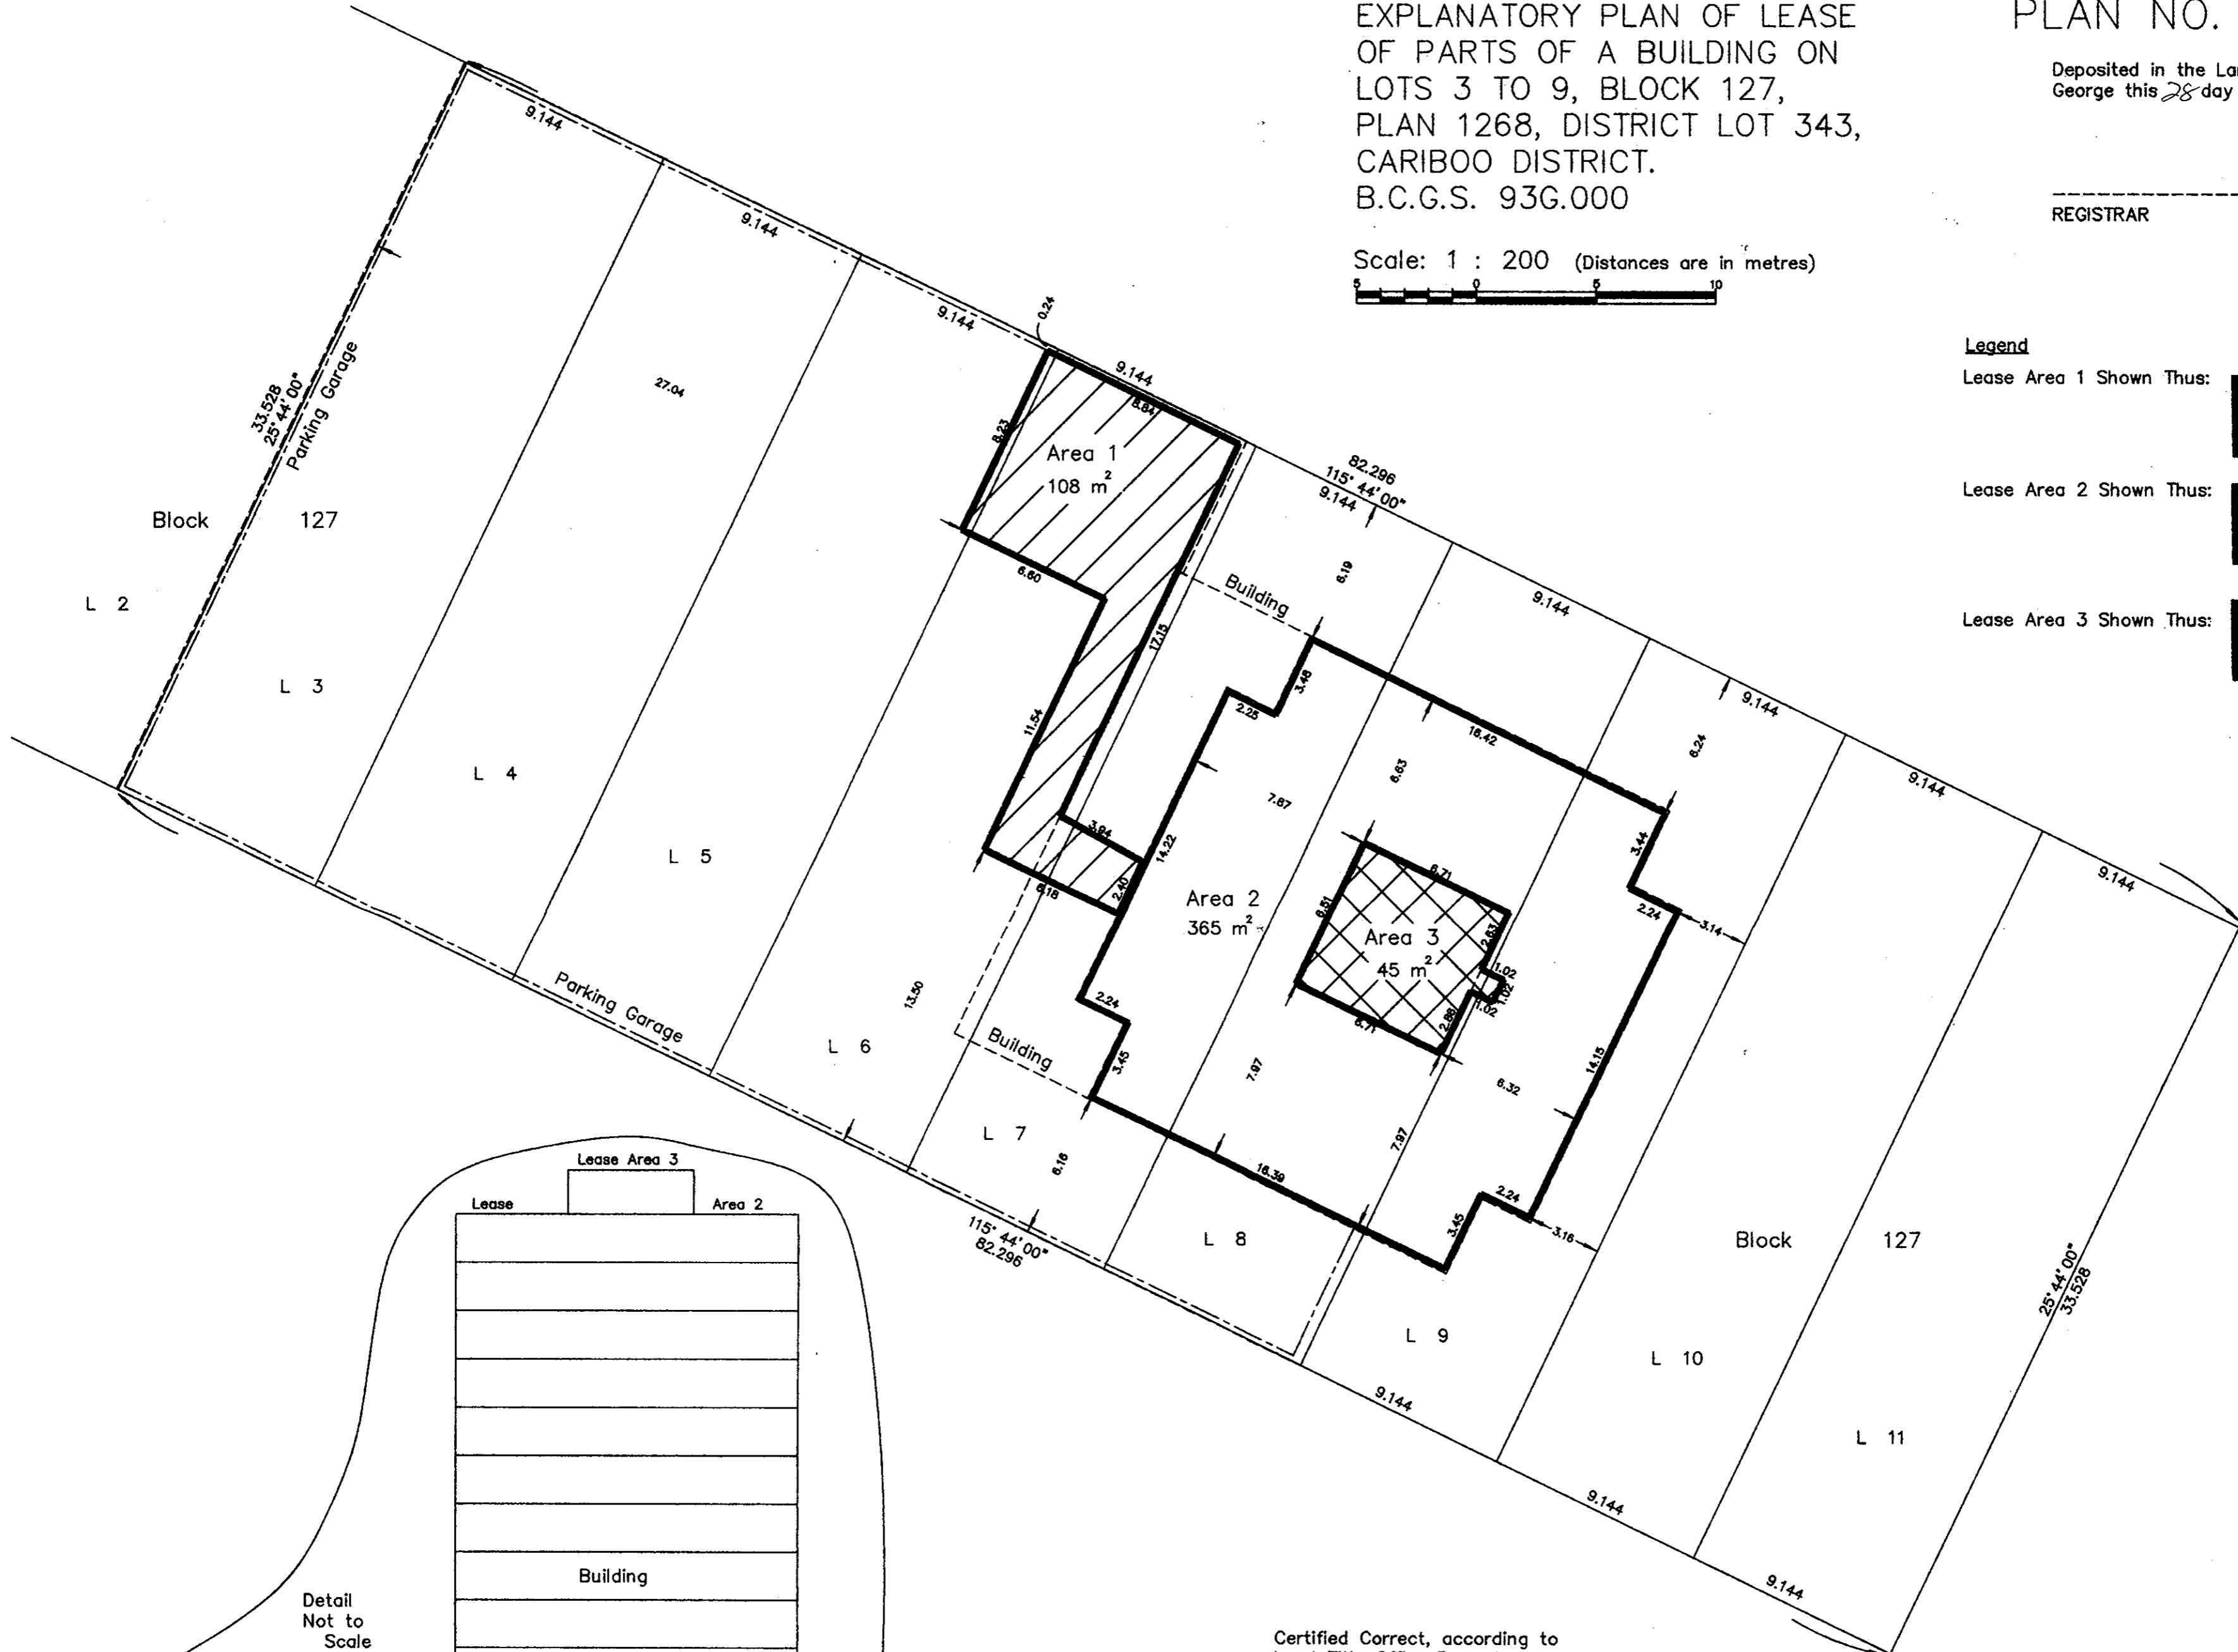 EXPLANATORY PLAN OF LEASE
OF PARTS OF A BUILDING ON
LOTS 3 TO 9, BLOCK 127,
PLAN 1268, DISTRICT LOT 343,
CARIBOO DISTRICT.
B.C.G.S. 93G.000
Scale: 1 : 200 (Distances are in metres)
5 0 5 10
PLAN NO.
Deposited in the La
George this 28 day
REGISTRAR
Legend
Lease Area 1 Shown Thus:
Lease Area 2 Shown Thus:
Lease Area 3 Shown Thus:
9.144
9.144
9.144
0.24
9.144
8.84
8.23
Area 1
108 m²
6.60
17.15
11.54
3.94
2.40
6.18
33.528
25°44'00"
Parking Garage
27.04
Block 127
L 2
L 3
L 4
L 5
L 6
L 7
L 8
L 9
L 10
L 11
82.296
115°44'00"
9.144
6.19
Building
9.144
9.144
9.144
9.144
3.48
2.25
16.42
6.63
7.87
14.22
6.24
3.44
2.24
3.14
Area 2
365 m²
6.71
6.51
Area 3
45 m²
2.63
1.02
1.02
1.02
2.86
6.71
2.24
3.45
7.97
7.97
6.32
14.15
16.39
2.24
3.45
3.16
13.50
Building
Parking Garage
6.16
115°44'00"
82.296
Block 127
25°44'00"
33.528
9.144
9.144
9.144
Lease Area 3
Lease Area 2
Building
Detail
Not to
Scale
Certified Correct, according to